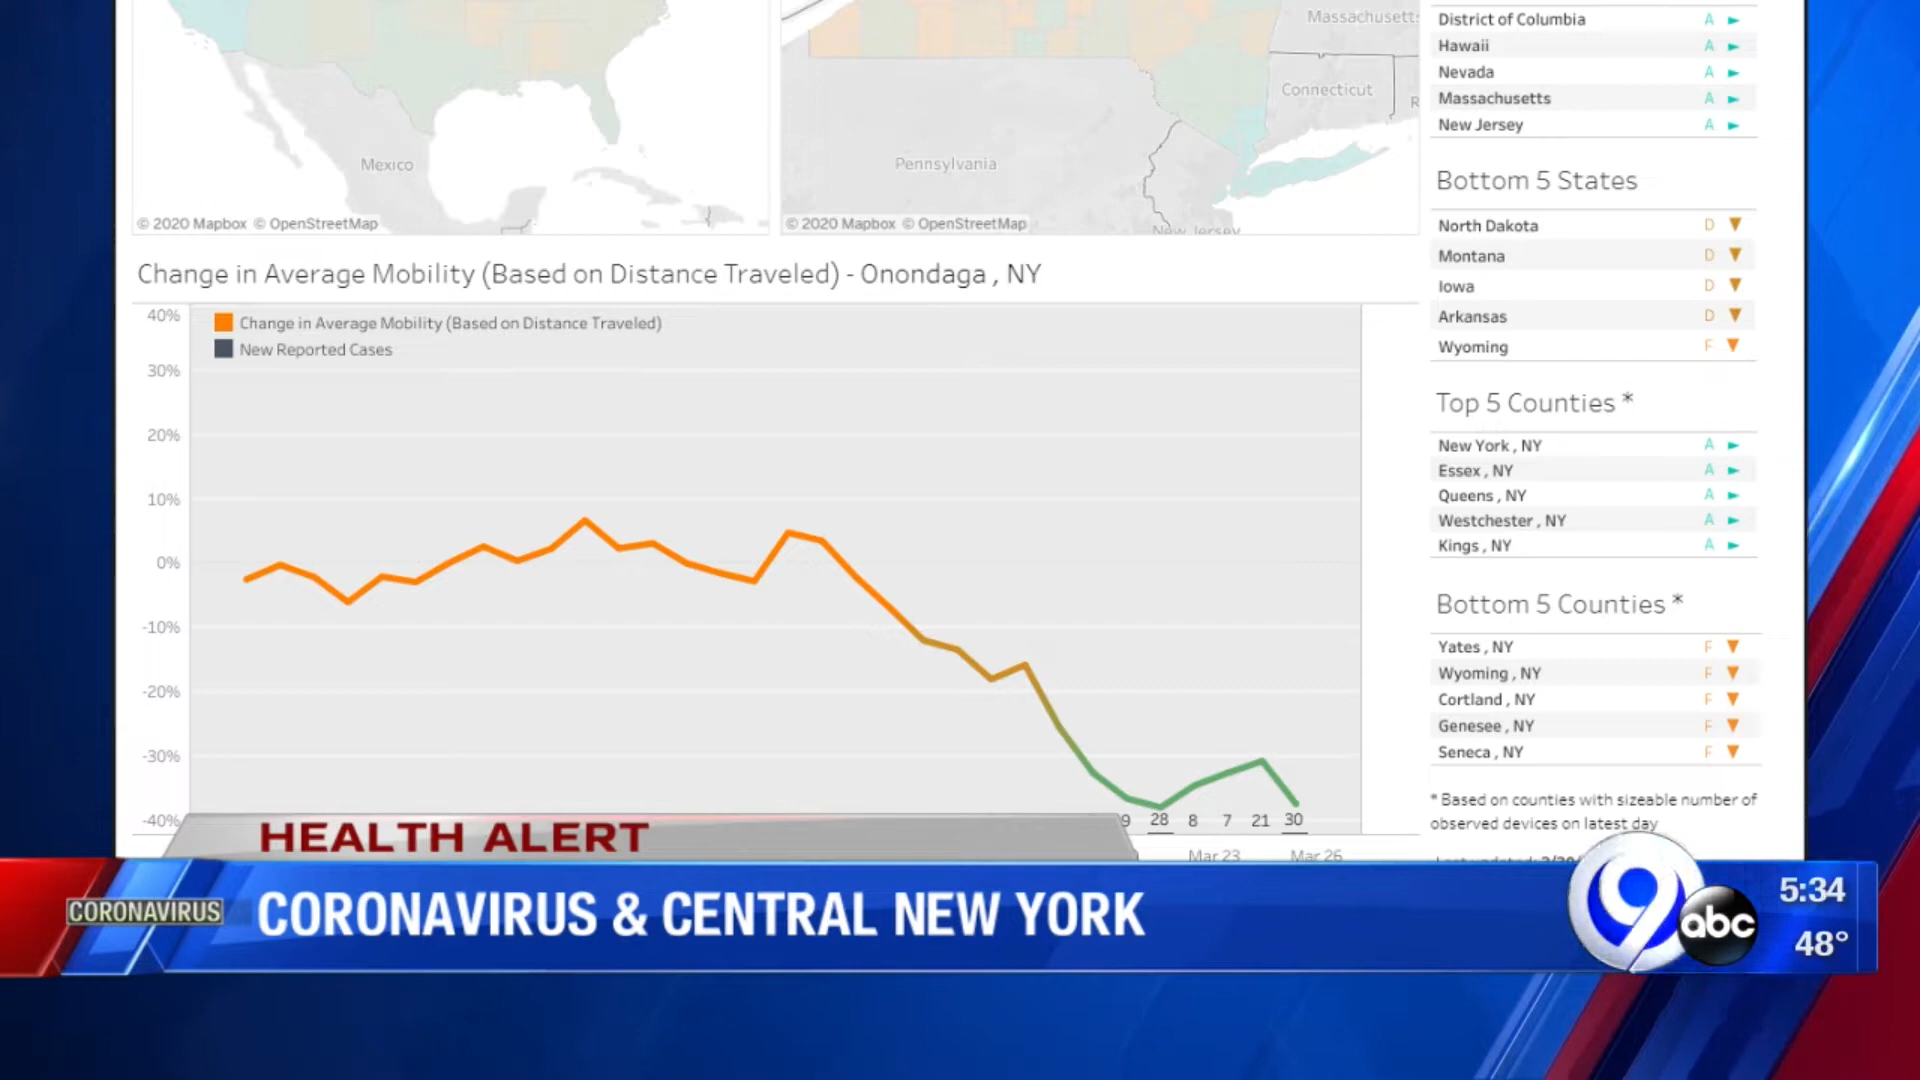 Massachusetts
Connecticut
R
Mexico
Pennsylvania
New Jersey
© 2020 Mapbox © OpenStreetMap
© 2020 Mapbox © OpenStreetMap
District of Columbia A
Hawaii A
Nevada A
Massachusetts A
New Jersey A
Bottom 5 States
North Dakota D
Montana D
Iowa D
Arkansas D
Wyoming F
Change in Average Mobility (Based on Distance Traveled) - Onondaga , NY
Change in Average Mobility (Based on Distance Traveled)
New Reported Cases
40%
30%
20%
10%
0%
-10%
-20%
-30%
-40%
9 28 8 7 21 30
Mar 23 Mar 26
Top 5 Counties *
New York , NY A
Essex , NY A
Queens , NY A
Westchester , NY A
Kings , NY A
Bottom 5 Counties *
Yates , NY F
Wyoming , NY F
Cortland , NY F
Genesee , NY F
Seneca , NY F
* Based on counties with sizeable number of
observed devices on latest day
HEALTH ALERT
CORONAVIRUS
CORONAVIRUS & CENTRAL NEW YORK
9
abc
5:34
48°